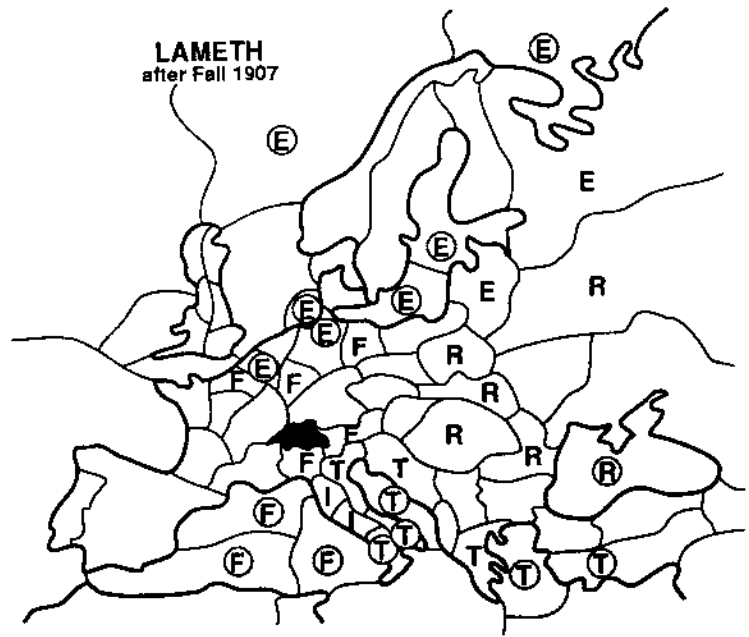 LAMETH
after Fall 1907
E
E
E
E
E R
E E
E
F R
E
F F R
F R
F T T R R
I T
F I
T
F F T T T T